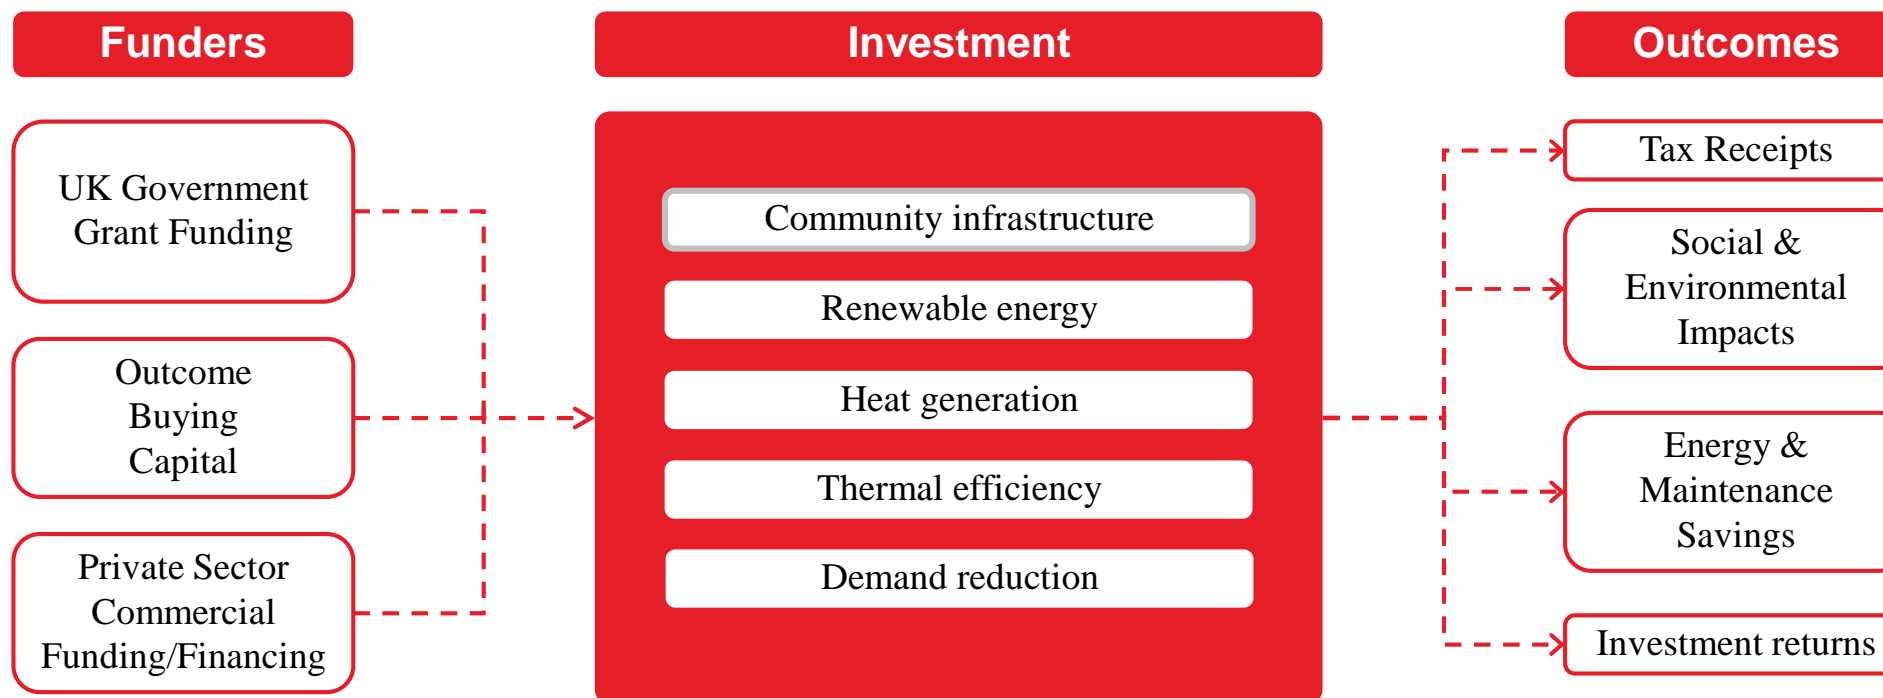 Funders
Investment
Outcomes
UK Government
Grant Funding
Outcome
Buying
Capital
Private Sector
Commercial
Funding/Financing
Community infrastructure
Renewable energy
Heat generation
Thermal efficiency
Demand reduction
Tax Receipts
Social &
Environmental
Impacts
Energy &
Maintenance
Savings
Investment returns